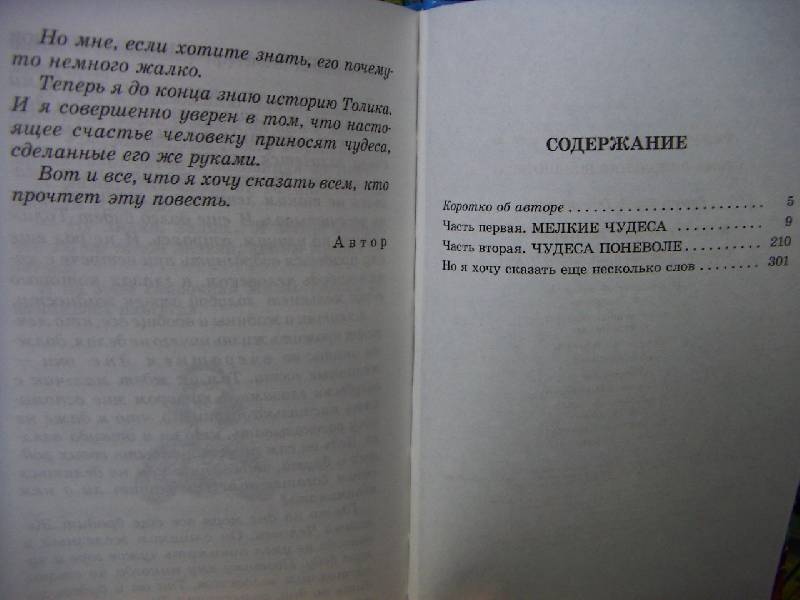 Но мне, если хотите знать, его почему-
то немного жалко.
Теперь я до конца знаю историю Толика.
И я совершенно уверен в том, что насто-
ящее счастье человеку приносят чудеса,
сделанные его же руками.
Вот и все, что я хочу сказать всем, кто
прочтет эту повесть.
Автор
СОДЕРЖАНИЕ
Коротко об авторе . . . . . . . . . . . . . . . . . . . . . . . . . . . . 5
Часть первая. МЕЛКИЕ ЧУДЕСА . . . . . . . . . . . . . . 9
Часть вторая. ЧУДЕСА ПОНЕВОЛЕ . . . . . . . . . . . 210
Но я хочу сказать еще несколько слов . . . . . . . . . 301